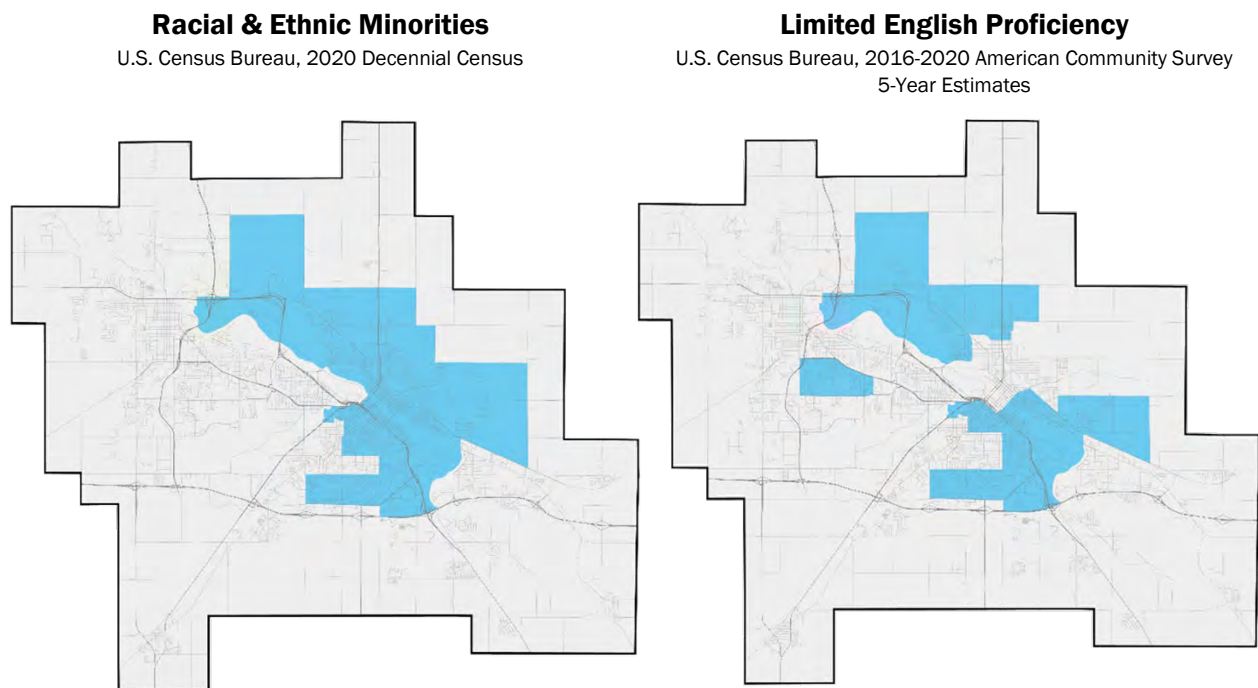 Racial & Ethnic Minorities
U.S. Census Bureau, 2020 Decennial Census
Limited English Proficiency
U.S. Census Bureau, 2016-2020 American Community Survey
5-Year Estimates